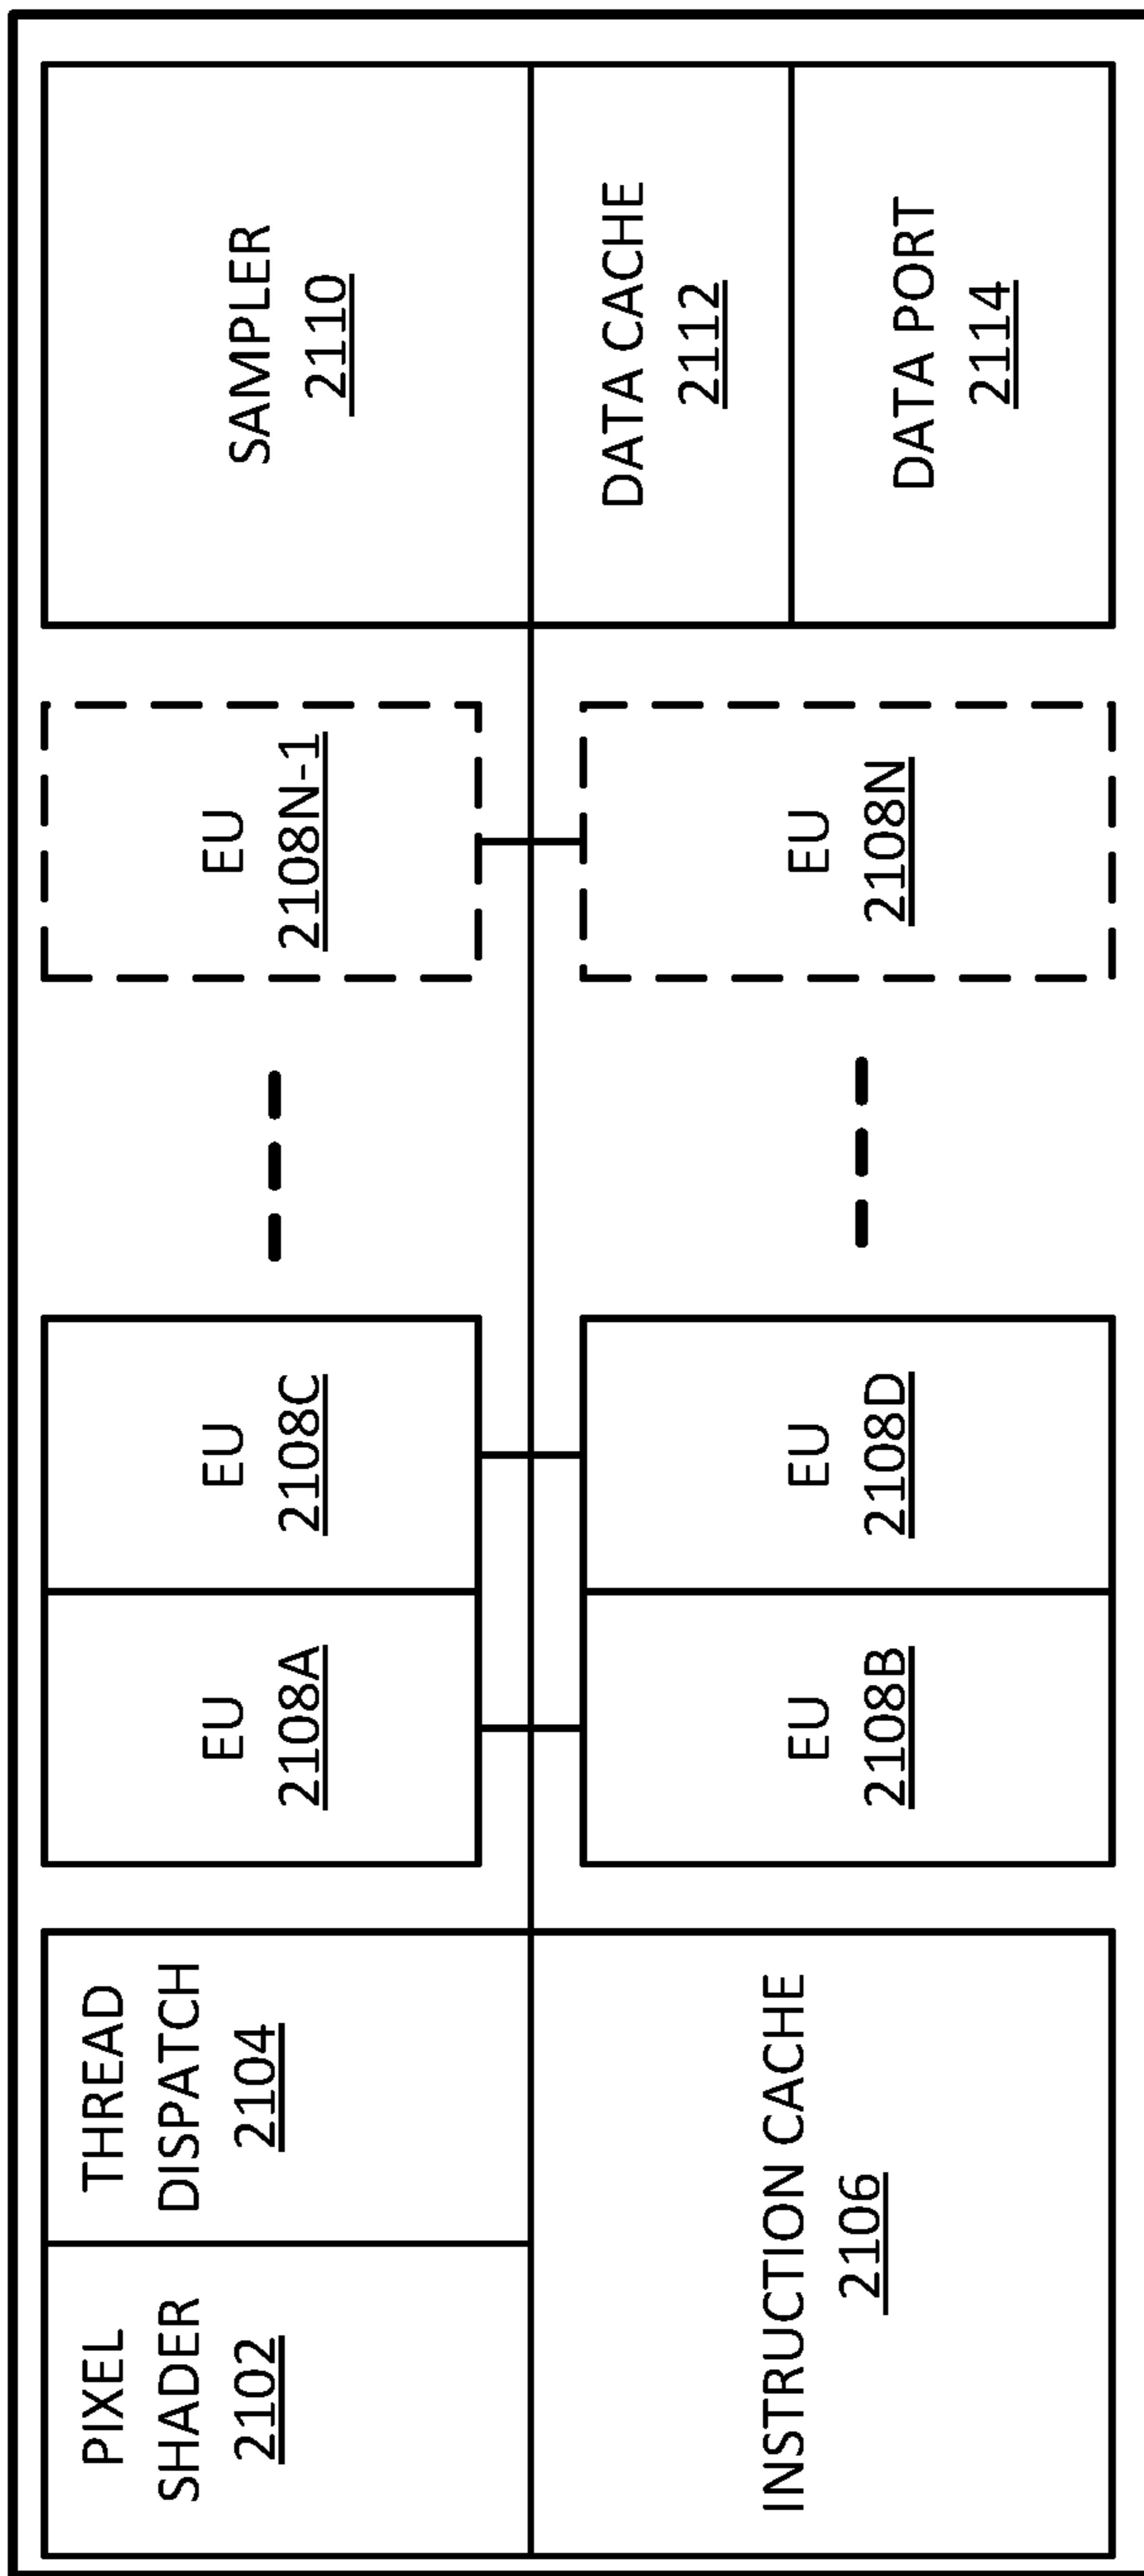 PIXEL
SHADER
2102
THREAD
DISPATCH
2104
INSTRUCTION CACHE
2106
EU
2108A
EU
2108C
EU
2108B
EU
2108D
EU
2108N-1
EU
2108N
SAMPLER
2110
DATA CACHE
2112
DATA PORT
2114